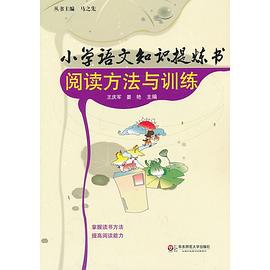 丛书主编 马之先
小学语文知识提炼书
阅读方法与训练
王庆军 姜艳 主编
掌握读书方法
提高阅读能力
华东师范大学出版社